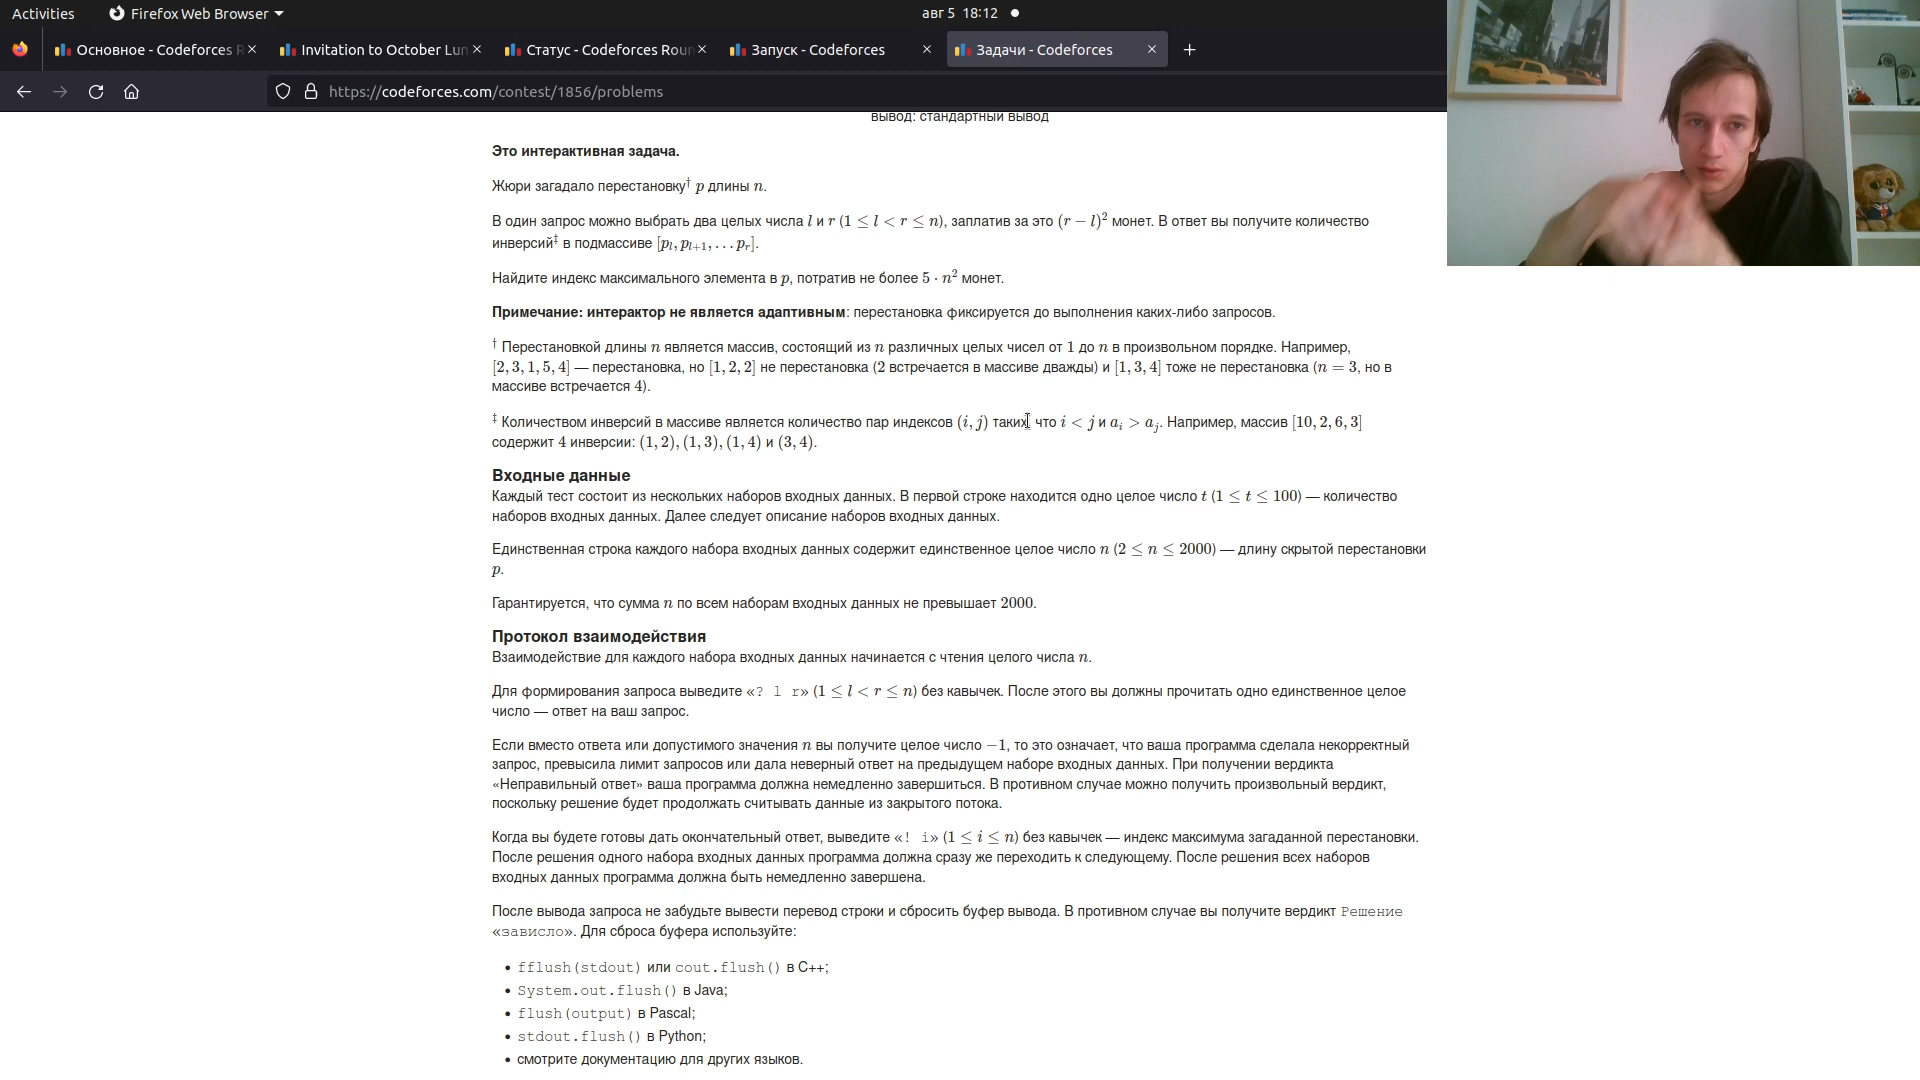 Activities
Firefox Web Browser
авг 5 18:12
Основное - Codeforces R
Invitation to October Lun
Статус - Codeforces Roun
Запуск - Codeforces
Задачи - Codeforces
https://codeforces.com/contest/1856/problems
вывод: стандартный вывод
Это интерактивная задача.
Жюри загадало перестановку† p длины n.
В один запрос можно выбрать два целых числа l и r (1 ≤ l < r ≤ n), заплатив за это (r − l)² монет. В ответ вы получите количество
инверсий‡ в подмассиве [pₗ, pₗ₊₁, … pᵣ].
Найдите индекс максимального элемента в p, потратив не более 5 · n² монет.
Примечание: интерактор не является адаптивным: перестановка фиксируется до выполнения каких-либо запросов.
† Перестановкой длины n является массив, состоящий из n различных целых чисел от 1 до n в произвольном порядке. Например,
[2, 3, 1, 5, 4] — перестановка, но [1, 2, 2] не перестановка (2 встречается в массиве дважды) и [1, 3, 4] тоже не перестановка (n = 3, но в
массиве встречается 4).
‡ Количеством инверсий в массиве является количество пар индексов (i, j) таких, что i < j и aᵢ > aⱼ. Например, массив [10, 2, 6, 3]
содержит 4 инверсии: (1, 2), (1, 3), (1, 4) и (3, 4).
Входные данные
Каждый тест состоит из нескольких наборов входных данных. В первой строке находится одно целое число t (1 ≤ t ≤ 100) — количество
наборов входных данных. Далее следует описание наборов входных данных.
Единственная строка каждого набора входных данных содержит единственное целое число n (2 ≤ n ≤ 2000) — длину скрытой перестановки
p.
Гарантируется, что сумма n по всем наборам входных данных не превышает 2000.
Протокол взаимодействия
Взаимодействие для каждого набора входных данных начинается с чтения целого числа n.
Для формирования запроса выведите «? l r» (1 ≤ l < r ≤ n) без кавычек. После этого вы должны прочитать одно единственное целое
число — ответ на ваш запрос.
Если вместо ответа или допустимого значения n вы получите целое число −1, то это означает, что ваша программа сделала некорректный
запрос, превысила лимит запросов или дала неверный ответ на предыдущем наборе входных данных. При получении вердикта
«Неправильный ответ» ваша программа должна немедленно завершиться. В противном случае можно получить произвольный вердикт,
поскольку решение будет продолжать считывать данные из закрытого потока.
Когда вы будете готовы дать окончательный ответ, выведите «! i» (1 ≤ i ≤ n) без кавычек — индекс максимума загаданной перестановки.
После решения одного набора входных данных программа должна сразу же переходить к следующему. После решения всех наборов
входных данных программа должна быть немедленно завершена.
После вывода запроса не забудьте вывести перевод строки и сбросить буфер вывода. В противном случае вы получите вердикт Решение
«зависло». Для сброса буфера используйте:
• fflush(stdout) или cout.flush() в C++;
• System.out.flush() в Java;
• flush(output) в Pascal;
• stdout.flush() в Python;
• смотрите документацию для других языков.